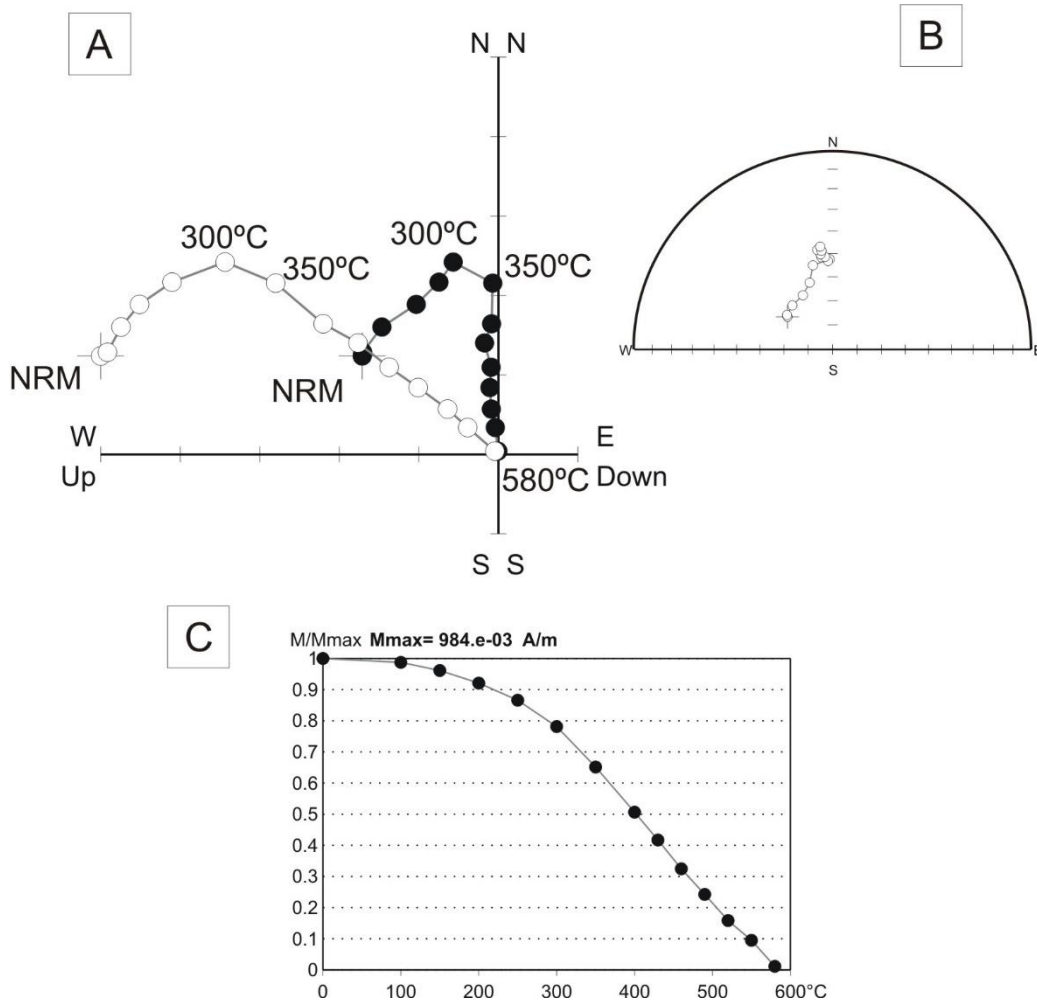 A
N N
300ºC
350ºC
300ºC
350ºC
NRM
NRM
W
E
Up
Down
580ºC
S S
B
N
W
E
S
C
M/Mmax Mmax= 984.e-03 A/m
1
0.9
0.8
0.7
0.6
0.5
0.4
0.3
0.2
0.1
0
0 100 200 300 400 500 600°C